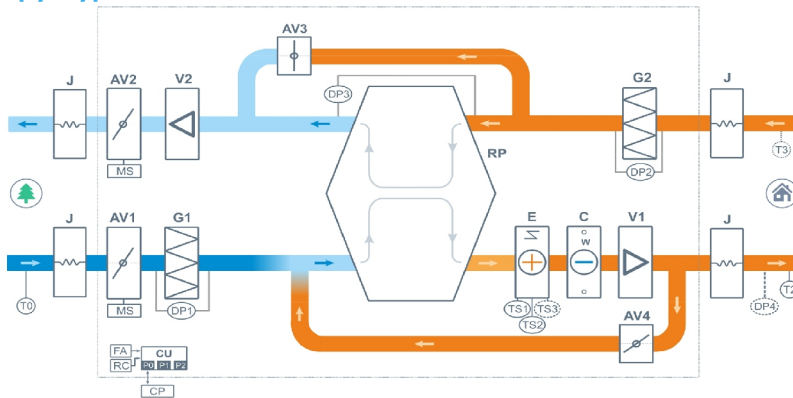 AV3
J
AV2
V2
G2
J
DP3
T3
RP
MS
DP2
J
AV1
G1
E
C
V1
J
W
T0
MS
DP1
TS1
TS3
TS2
DP4
AV4
FA
CU
RC
P0 P1 P2
CP